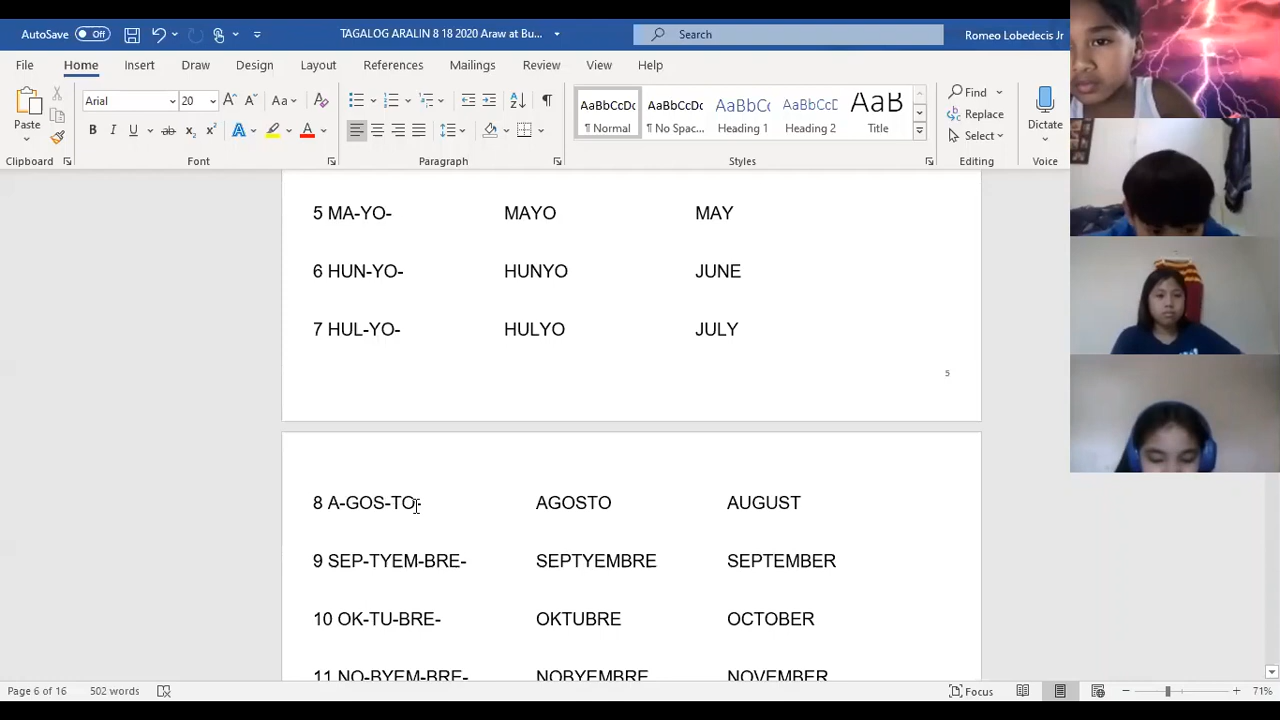 AutoSave Off TAGALOG ARALIN 8 18 2020 Araw at Bu... Search Romeo Lobedecis Jr
File Home Insert Draw Design Layout References Mailings Review View Help
Paste Arial 20 A A Aa A AaBbCcDc AaBbCcDc AaBbCc AaBbCcD AaB Find Dictate
B I U ab x2 x2 A A ¶ Normal ¶ No Spac... Heading 1 Heading 2 Title Replace Select
Clipboard Font Paragraph Styles Editing Voice
5 MA-YO- MAYO MAY
6 HUN-YO- HUNYO JUNE
7 HUL-YO- HULYO JULY
5
8 A-GOS-TO- AGOSTO AUGUST
9 SEP-TYEM-BRE- SEPTYEMBRE SEPTEMBER
10 OK-TU-BRE- OKTUBRE OCTOBER
11 NO-BYEM-BRE- NOBYEMBRE NOVEMBER
Page 6 of 16 502 words Focus 71%